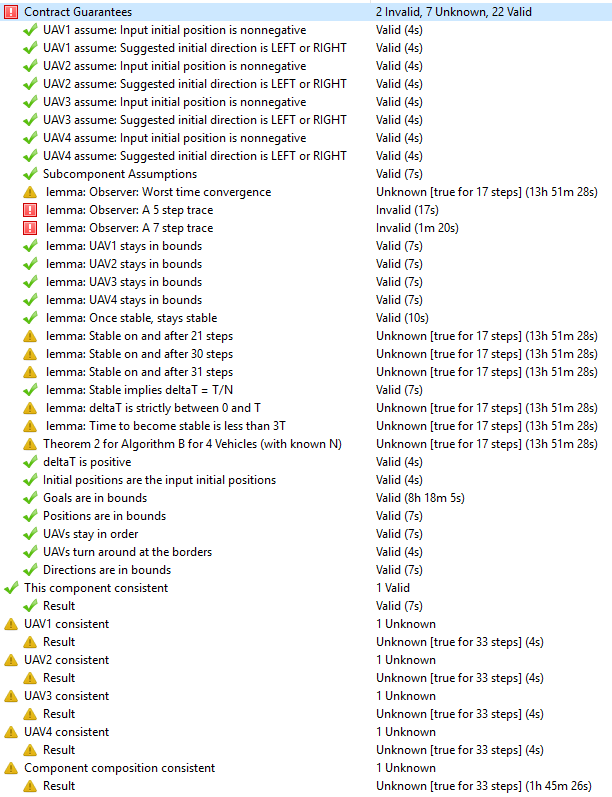 Contract Guarantees 2 Invalid, 7 Unknown, 22 Valid
UAV1 assume: Input initial position is nonnegative Valid (4s)
UAV1 assume: Suggested initial direction is LEFT or RIGHT Valid (4s)
UAV2 assume: Input initial position is nonnegative Valid (4s)
UAV2 assume: Suggested initial direction is LEFT or RIGHT Valid (4s)
UAV3 assume: Input initial position is nonnegative Valid (4s)
UAV3 assume: Suggested initial direction is LEFT or RIGHT Valid (4s)
UAV4 assume: Input initial position is nonnegative Valid (4s)
UAV4 assume: Suggested initial direction is LEFT or RIGHT Valid (4s)
Subcomponent Assumptions Valid (7s)
lemma: Observer: Worst time convergence Unknown [true for 17 steps] (13h 51m 28s)
lemma: Observer: A 5 step trace Invalid (17s)
lemma: Observer: A 7 step trace Invalid (1m 20s)
lemma: UAV1 stays in bounds Valid (7s)
lemma: UAV2 stays in bounds Valid (7s)
lemma: UAV3 stays in bounds Valid (7s)
lemma: UAV4 stays in bounds Valid (7s)
lemma: Once stable, stays stable Valid (10s)
lemma: Stable on and after 21 steps Unknown [true for 17 steps] (13h 51m 28s)
lemma: Stable on and after 30 steps Unknown [true for 17 steps] (13h 51m 28s)
lemma: Stable on and after 31 steps Unknown [true for 17 steps] (13h 51m 28s)
lemma: Stable implies deltaT = T/N Valid (7s)
lemma: deltaT is strictly between 0 and T Unknown [true for 17 steps] (13h 51m 28s)
lemma: Time to become stable is less than 3T Unknown [true for 17 steps] (13h 51m 28s)
Theorem 2 for Algorithm B for 4 Vehicles (with known N) Unknown [true for 17 steps] (13h 51m 28s)
deltaT is positive Valid (4s)
Initial positions are the input initial positions Valid (4s)
Goals are in bounds Valid (8h 18m 5s)
Positions are in bounds Valid (7s)
UAVs stay in order Valid (7s)
UAVs turn around at the borders Valid (4s)
Directions are in bounds Valid (7s)
This component consistent 1 Valid
Result Valid (7s)
UAV1 consistent 1 Unknown
Result Unknown [true for 33 steps] (4s)
UAV2 consistent 1 Unknown
Result Unknown [true for 33 steps] (4s)
UAV3 consistent 1 Unknown
Result Unknown [true for 33 steps] (4s)
UAV4 consistent 1 Unknown
Result Unknown [true for 33 steps] (4s)
Component composition consistent 1 Unknown
Result Unknown [true for 33 steps] (1h 45m 26s)